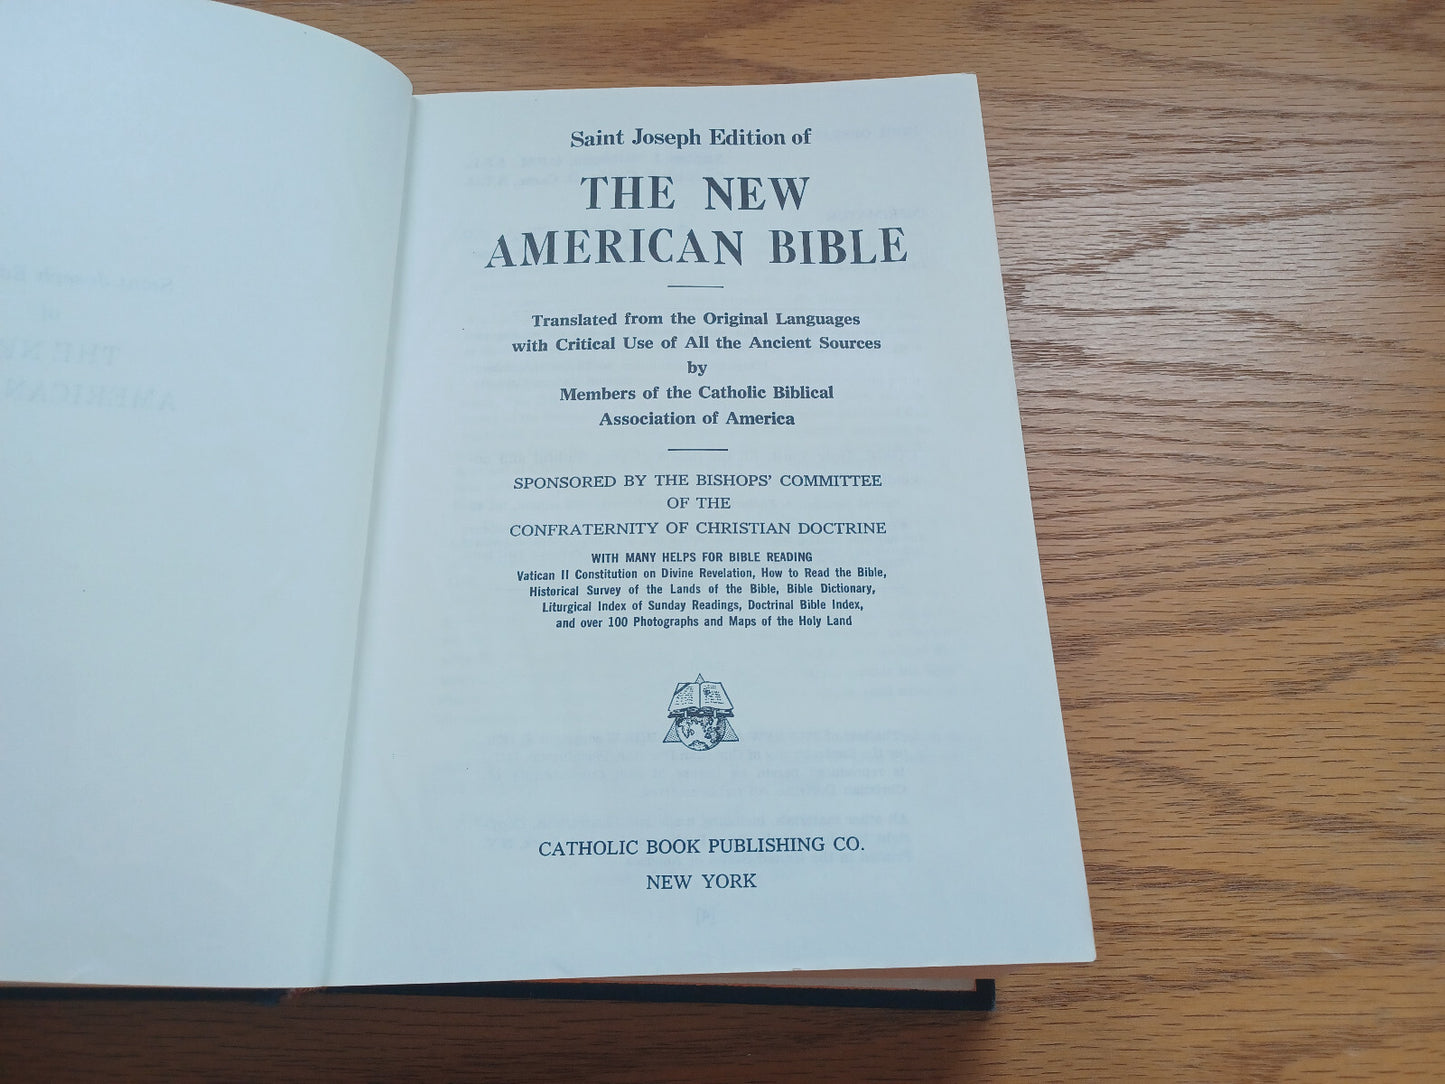 Saint Joseph Edition of
THE NEW
AMERICAN BIBLE
Translated from the Original Languages
with Critical Use of All the Ancient Sources
by
Members of the Catholic Biblical
Association of America
SPONSORED BY THE BISHOPS' COMMITTEE
OF THE
CONFRATERNITY OF CHRISTIAN DOCTRINE
WITH MANY HELPS FOR BIBLE READING
Vatican II Constitution on Divine Revelation, How to Read the Bible,
Historical Survey of the Lands of the Bible, Bible Dictionary,
Liturgical Index of Sunday Readings, Doctrinal Bible Index,
and over 100 Photographs and Maps of the Holy Land
CATHOLIC BOOK PUBLISHING CO.
NEW YORK